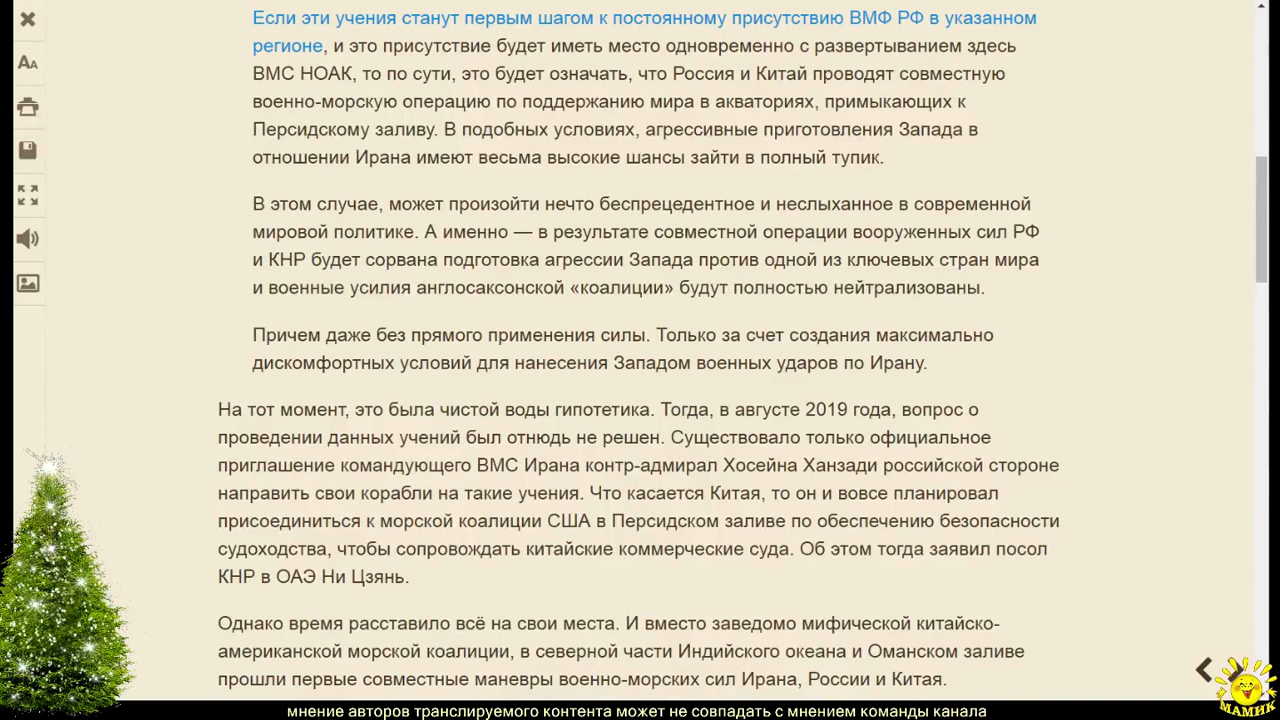 Если эти учения станут первым шагом к постоянному присутствию ВМФ РФ в указанном
регионе, и это присутствие будет иметь место одновременно с развертыванием здесь
ВМС НОАК, то по сути, это будет означать, что Россия и Китай проводят совместную
военно-морскую операцию по поддержанию мира в акваториях, примыкающих к
Персидскому заливу. В подобных условиях, агрессивные приготовления Запада в
отношении Ирана имеют весьма высокие шансы зайти в полный тупик.
В этом случае, может произойти нечто беспрецедентное и неслыханное в современной
мировой политике. А именно — в результате совместной операции вооруженных сил РФ
и КНР будет сорвана подготовка агрессии Запада против одной из ключевых стран мира
и военные усилия англосаксонской «коалиции» будут полностью нейтрализованы.
Причем даже без прямого применения силы. Только за счет создания максимально
дискомфортных условий для нанесения Западом военных ударов по Ирану.
На тот момент, это была чистой воды гипотетика. Тогда, в августе 2019 года, вопрос о
проведении данных учений был отнюдь не решен. Существовало только официальное
приглашение командующего ВМС Ирана контр-адмирал Хосейна Ханзади российской стороне
направить свои корабли на такие учения. Что касается Китая, то он и вовсе планировал
присоединиться к морской коалиции США в Персидском заливе по обеспечению безопасности
судоходства, чтобы сопровождать китайские коммерческие суда. Об этом тогда заявил посол
КНР в ОАЭ Ни Цзянь.
Однако время расставило всё на свои места. И вместо заведомо мифической китайско-
американской морской коалиции, в северной части Индийского океана и Оманском заливе
прошли первые совместные маневры военно-морских сил Ирана, России и Китая.
МАМИК
мнение авторов транслируемого контента может не совпадать с мнением команды канала